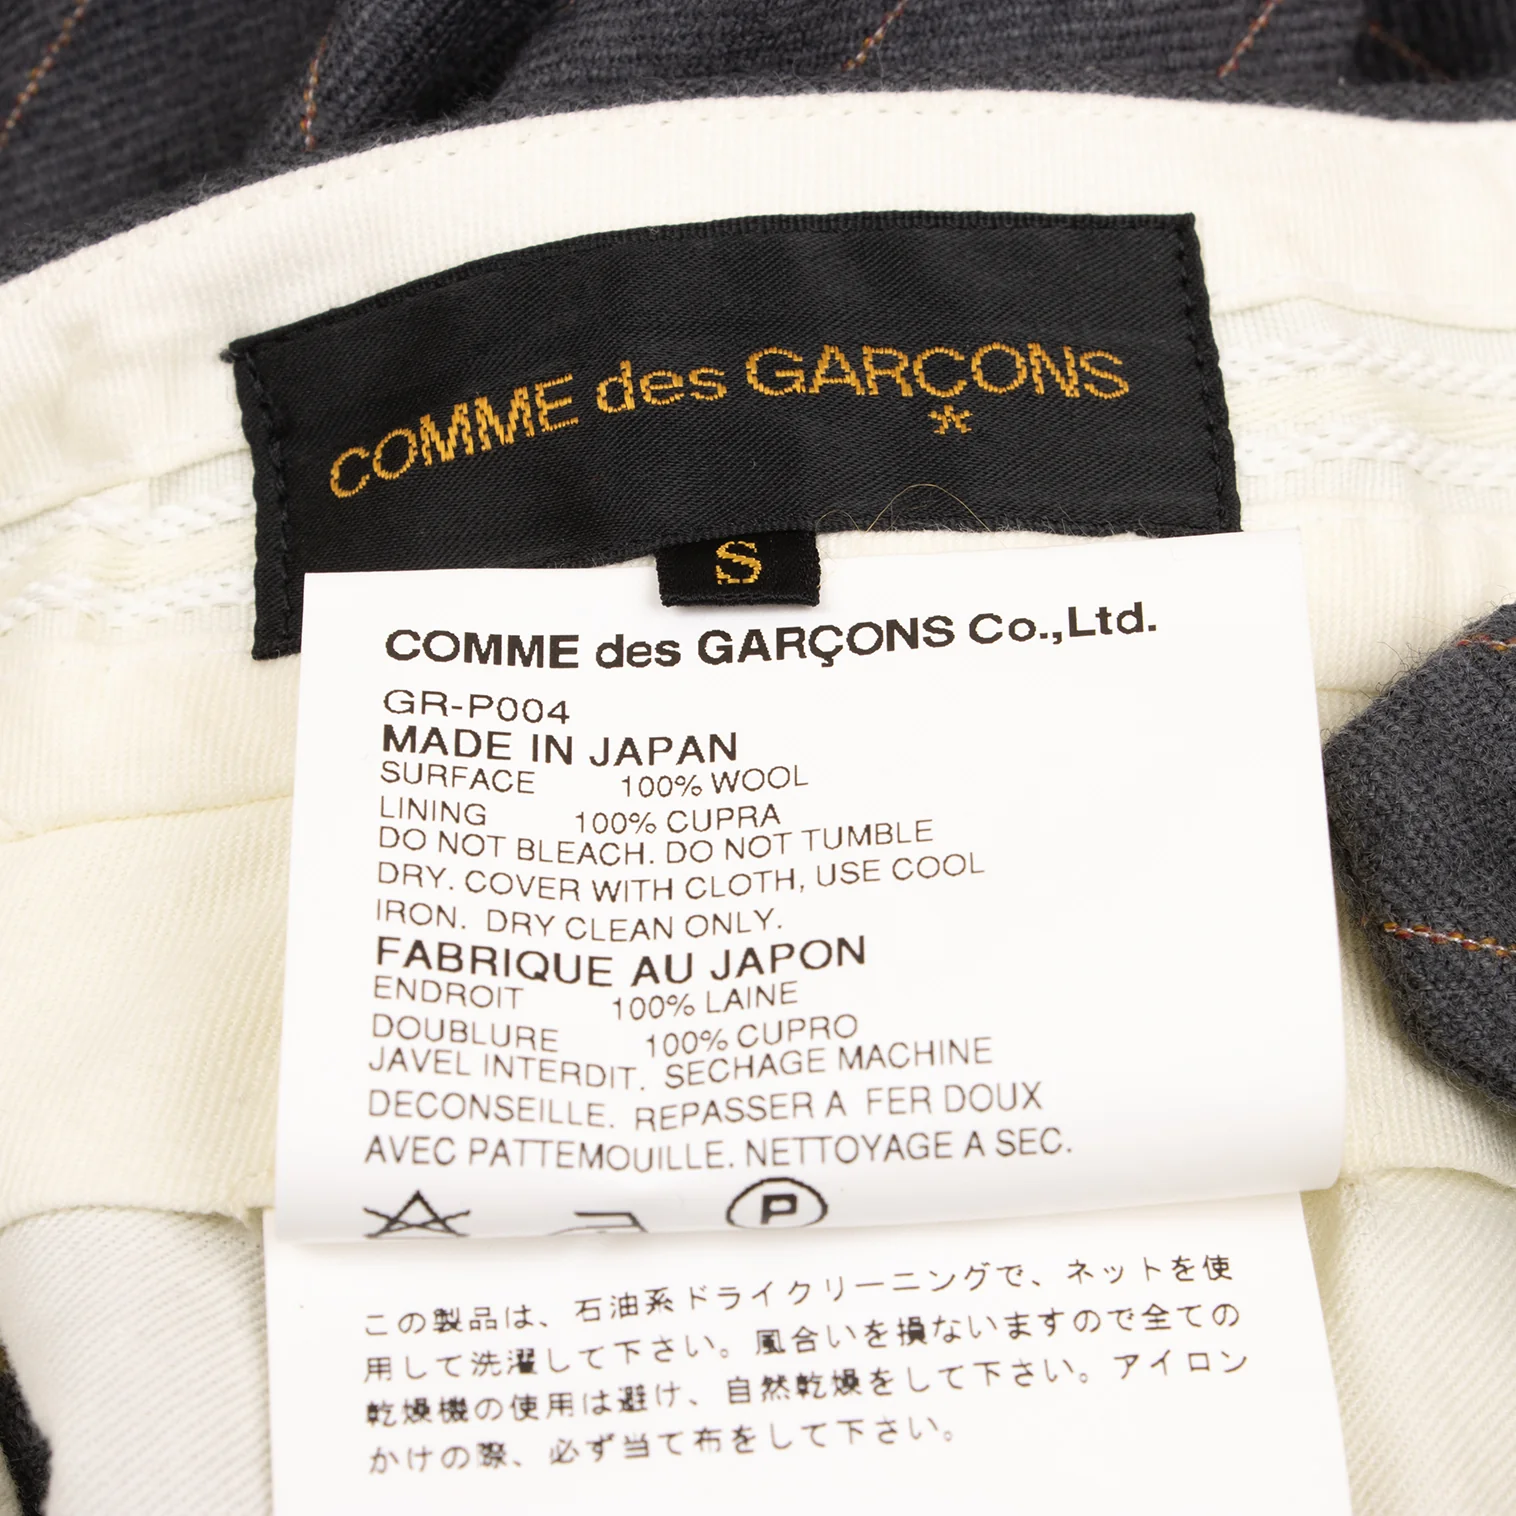 COMME des GARÇONS
S
COMME des GARÇONS Co.,Ltd.
GR-P004
MADE IN JAPAN
SURFACE 100% WOOL
LINING 100% CUPRA
DO NOT BLEACH. DO NOT TUMBLE
DRY. COVER WITH CLOTH, USE COOL
IRON. DRY CLEAN ONLY.
FABRIQUE AU JAPON
ENDROIT 100% LAINE
DOUBLURE 100% CUPRO
JAVEL INTERDIT. SECHAGE MACHINE
DECONSEILLE. REPASSER A FER DOUX
AVEC PATTEMOUILLE. NETTOYAGE A SEC.
P
この製品は、石油系ドライクリーニングで、ネットを使
用して洗濯して下さい。風合いを損ないますので全ての
乾燥機の使用は避け、自然乾燥をして下さい。アイロン
かけの際、必ず当て布をして下さい。